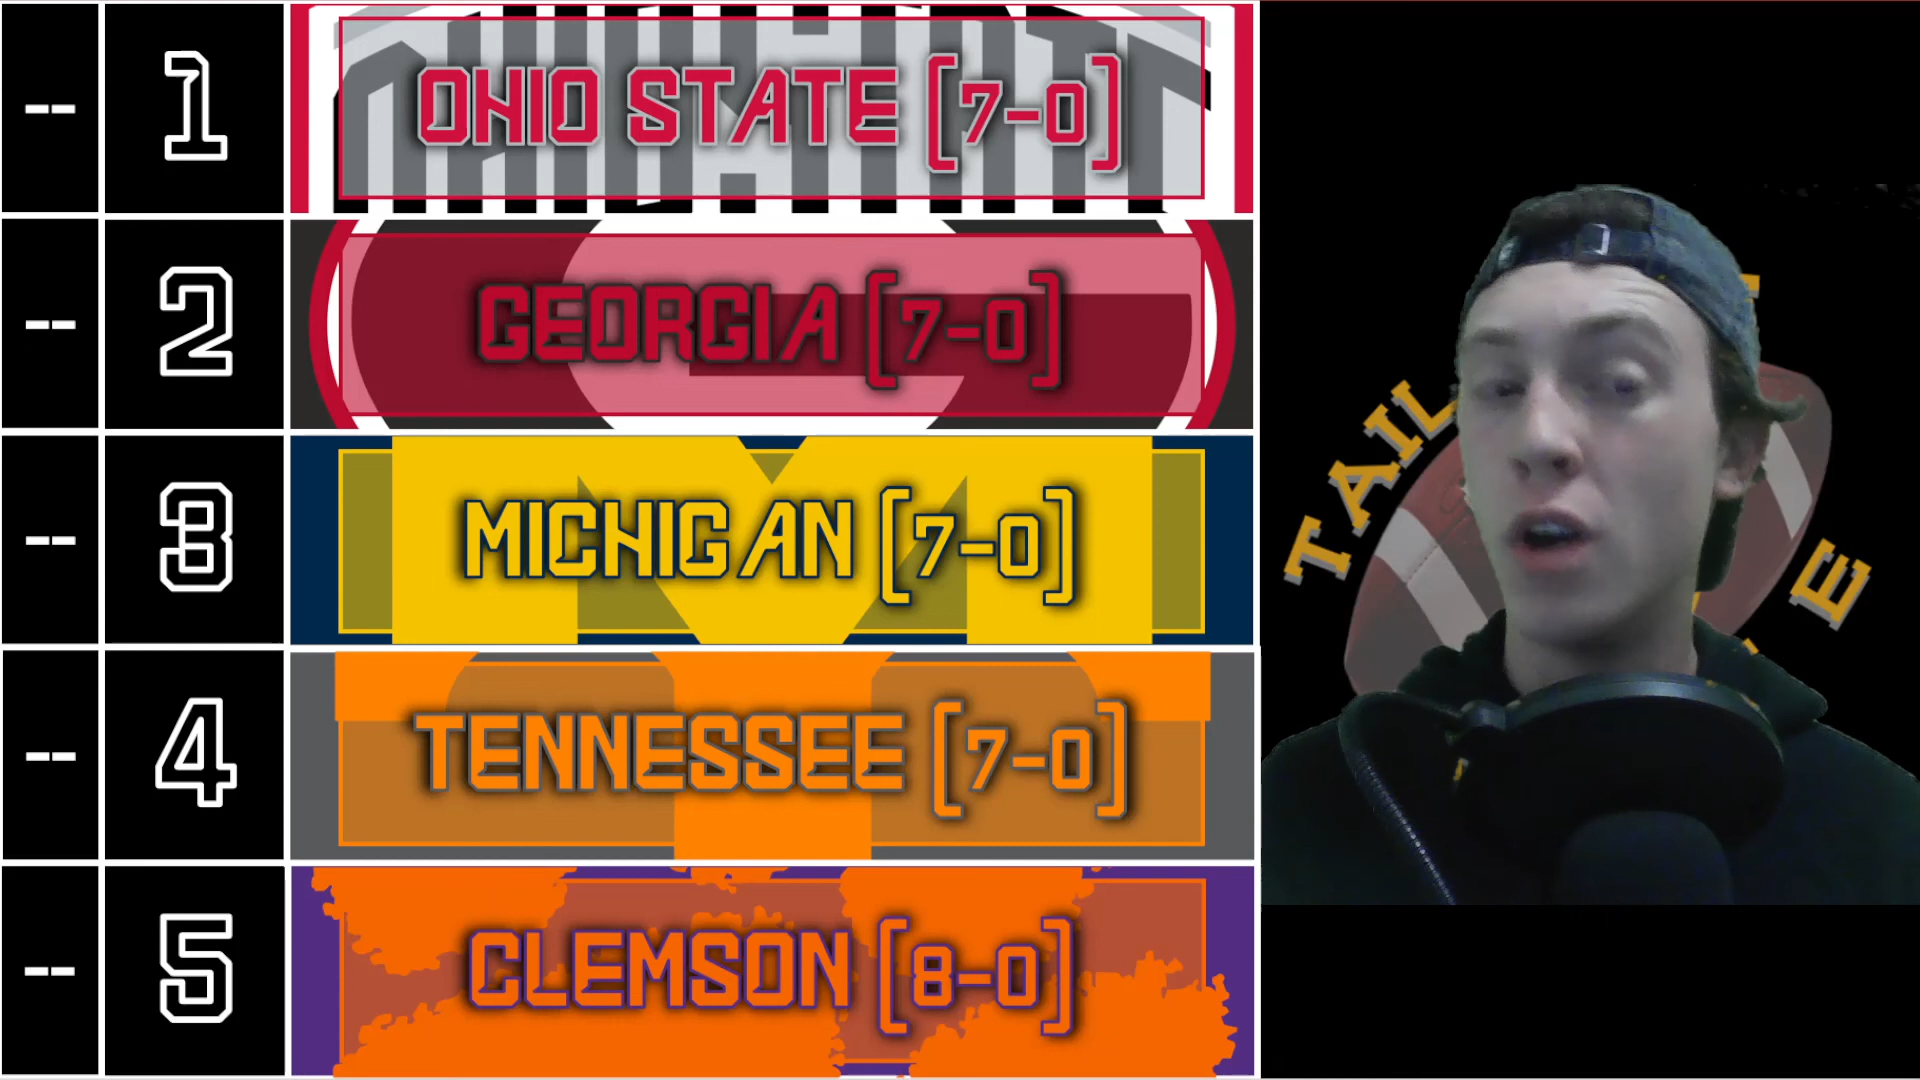 -- 1 OHIO STATE [7-0]
-- 2 GEORGIA [7-0]
-- 3 MICHIGAN [7-0]
-- 4 TENNESSEE [7-0]
-- 5 CLEMSON [8-0]